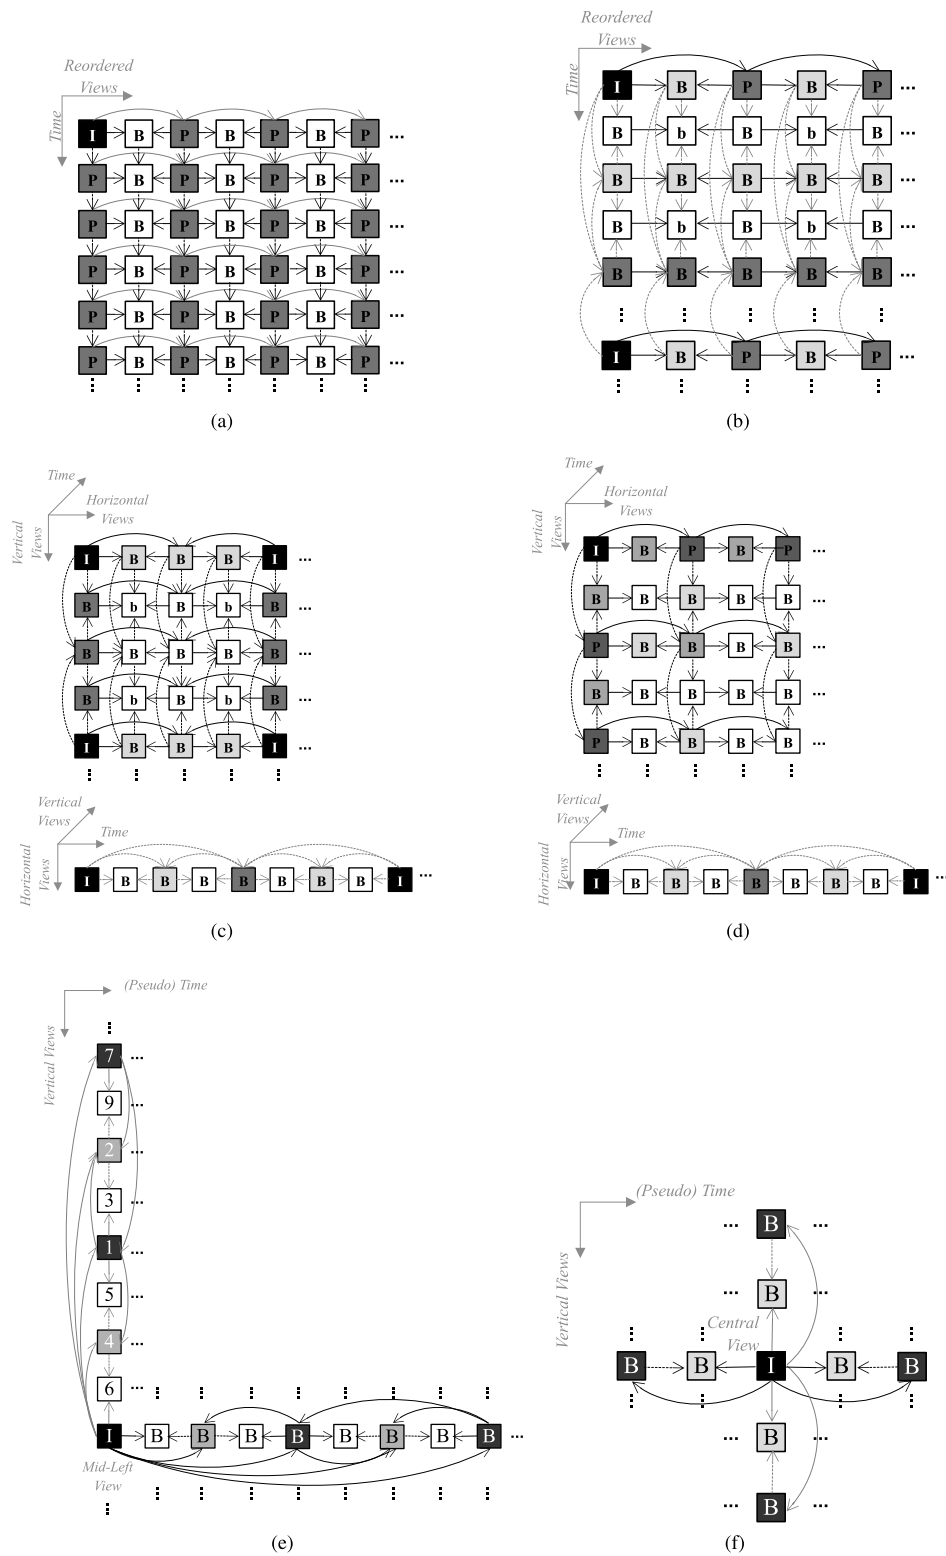 Reordered
Views
Time
I B P B P B P ...
P B P B P B P ...
P B P B P B P ...
P B P B P B P ...
P B P B P B P ...
P B P B P B P ...
(a)
Reordered
Views
Time
I B P B P ...
B b B b B ...
B B B B B ...
B b B b B ...
B B B B B ...
I B P B P ...
(b)
Time
Horizontal
Views
Vertical
Views
I B B B I ...
B b B b B ...
B B B B B ...
B b B b B ...
I B B B I ...
Vertical
Views
Time
Horizontal
Views
I B B B B B B I ...
(c)
Time
Horizontal
Views
Vertical
Views
I B P B P ...
B B B B B ...
P B B B B ...
B B B B B ...
P B B B B ...
Vertical
Views
Time
Horizontal
Views
I B B B B B B B I ...
(d)
(Pseudo) Time
Vertical Views
7 ...
9 ...
2 ...
3 ...
1 ...
5 ...
4 ...
6 ...
I B B B B B B B B ...
Mid-Left
View
(e)
(Pseudo) Time
Vertical Views
... B ...
... B ...
Central
View
B B I B B
... B ...
... B ...
(f)